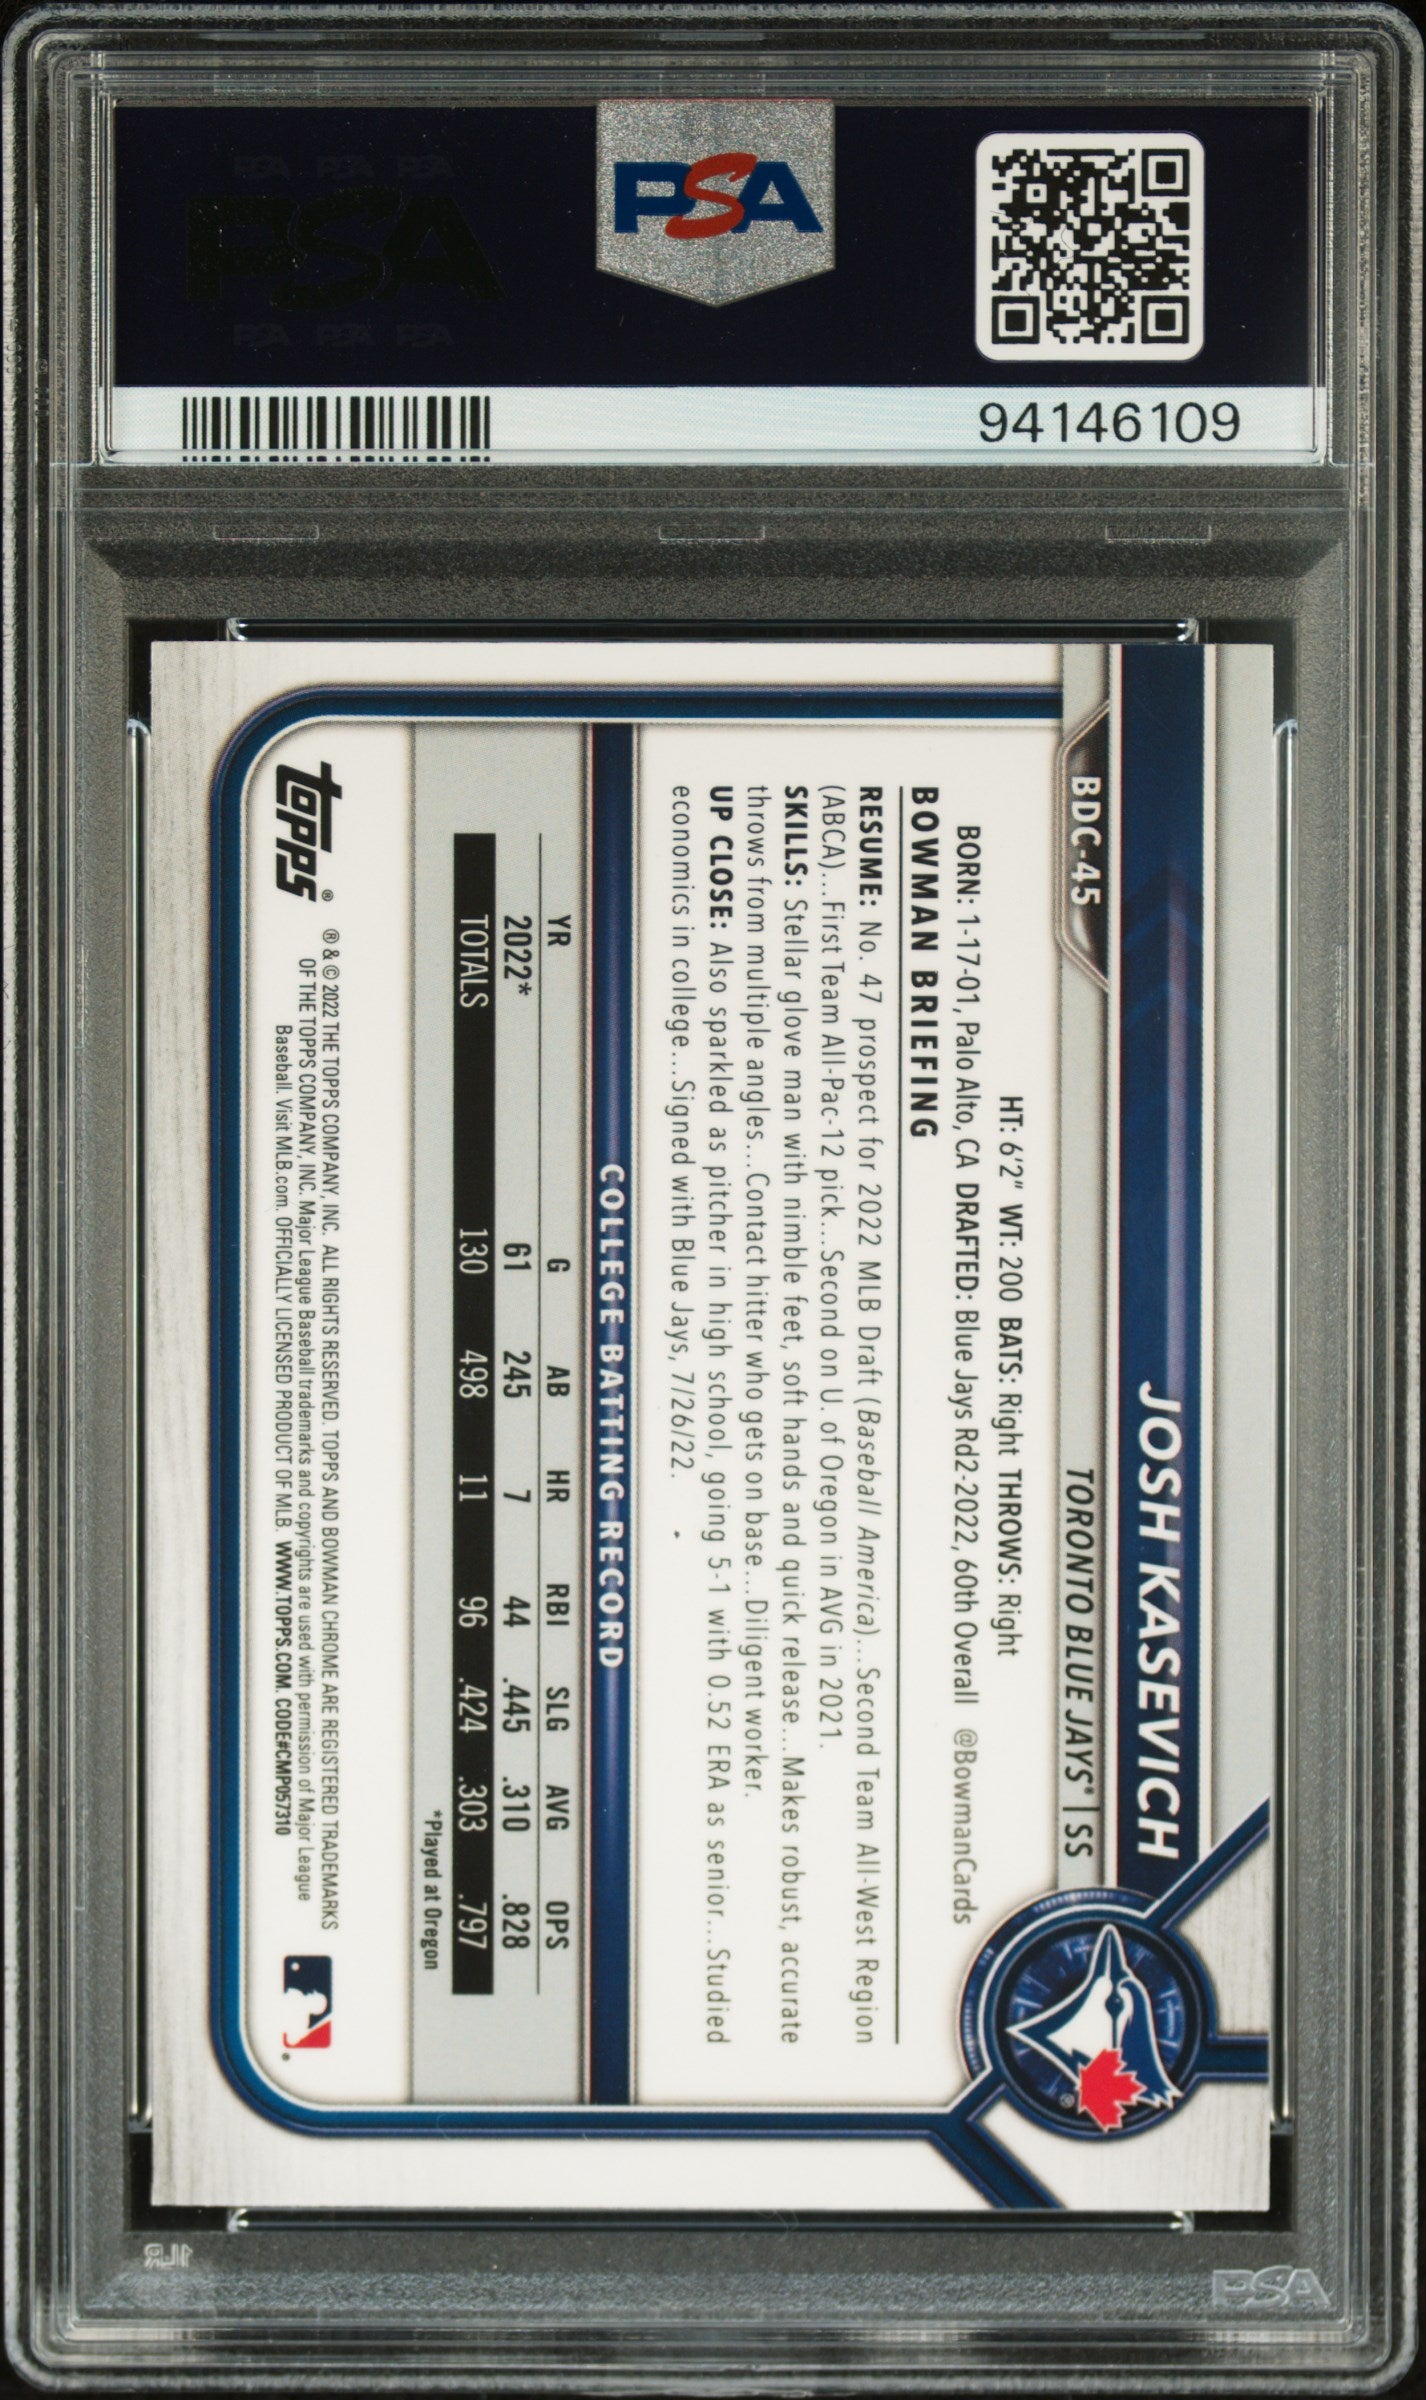 PSA PSA PSA
PSA
PSA PSA PSA
PSA
94146109
BDC-45
JOSH KASEVICH
TORONTO BLUE JAYS® | SS
HT: 6'2" WT: 200 BATS: Right THROWS: Right
BORN: 1-17-01, Palo Alto, CA DRAFTED: Blue Jays Rd2-2022, 60th Overall @BowmanCards
BOWMAN BRIEFING
RESUME: No. 47 prospect for 2022 MLB Draft (Baseball America)...Second Team All-West Region
(ABCA)...First Team All-Pac-12 pick...Second on U. of Oregon in AVG in 2021.
SKILLS: Stellar glove man with nimble feet, soft hands and quick release...Makes robust, accurate
throws from multiple angles...Contact hitter who gets on base...Diligent worker.
UP CLOSE: Also sparkled as pitcher in high school, going 5-1 with 0.52 ERA as senior...Studied
economics in college...Signed with Blue Jays, 7/26/22.
COLLEGE BATTING RECORD
YR G AB HR RBI SLG AVG OPS
2022* 61 245 7 44 .445 .310 .828
TOTALS 130 498 11 96 .424 .303 .797
*Played at Oregon
topps®
® & © 2022 THE TOPPS COMPANY, INC. ALL RIGHTS RESERVED. TOPPS AND BOWMAN CHROME ARE REGISTERED TRADEMARKS
OF THE TOPPS COMPANY, INC. Major League Baseball trademarks and copyrights are used with permission of Major League
Baseball. Visit MLB.com. OFFICIALLY LICENSED PRODUCT OF MLB. WWW.TOPPS.COM. CODE#CMP057310
PSA